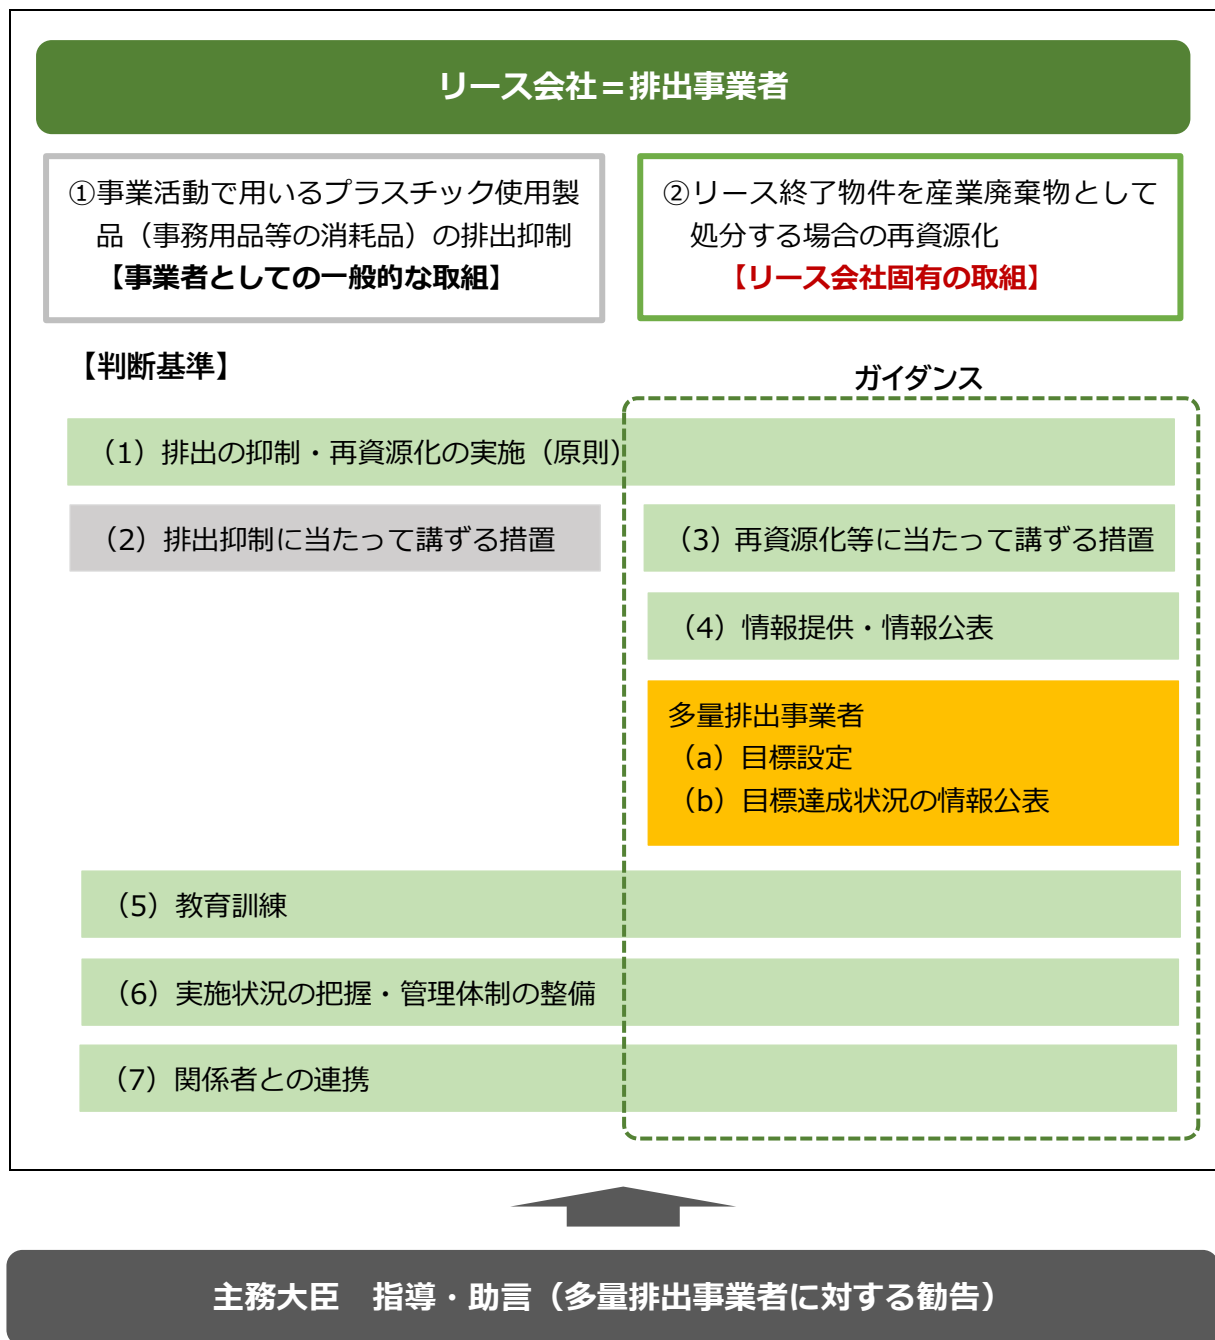 リース会社＝排出事業者
①事業活動で用いるプラスチック使用製
品（事務用品等の消耗品）の排出抑制
【事業者としての一般的な取組】
②リース終了物件を産業廃棄物として
処分する場合の再資源化
【リース会社固有の取組】
【判断基準】
ガイダンス
（1）排出の抑制・再資源化の実施（原則）
（2）排出抑制に当たって講ずる措置
（3）再資源化等に当たって講ずる措置
（4）情報提供・情報公表
多量排出事業者
（a）目標設定
（b）目標達成状況の情報公表
（5）教育訓練
（6）実施状況の把握・管理体制の整備
（7）関係者との連携
主務大臣　指導・助言（多量排出事業者に対する勧告）